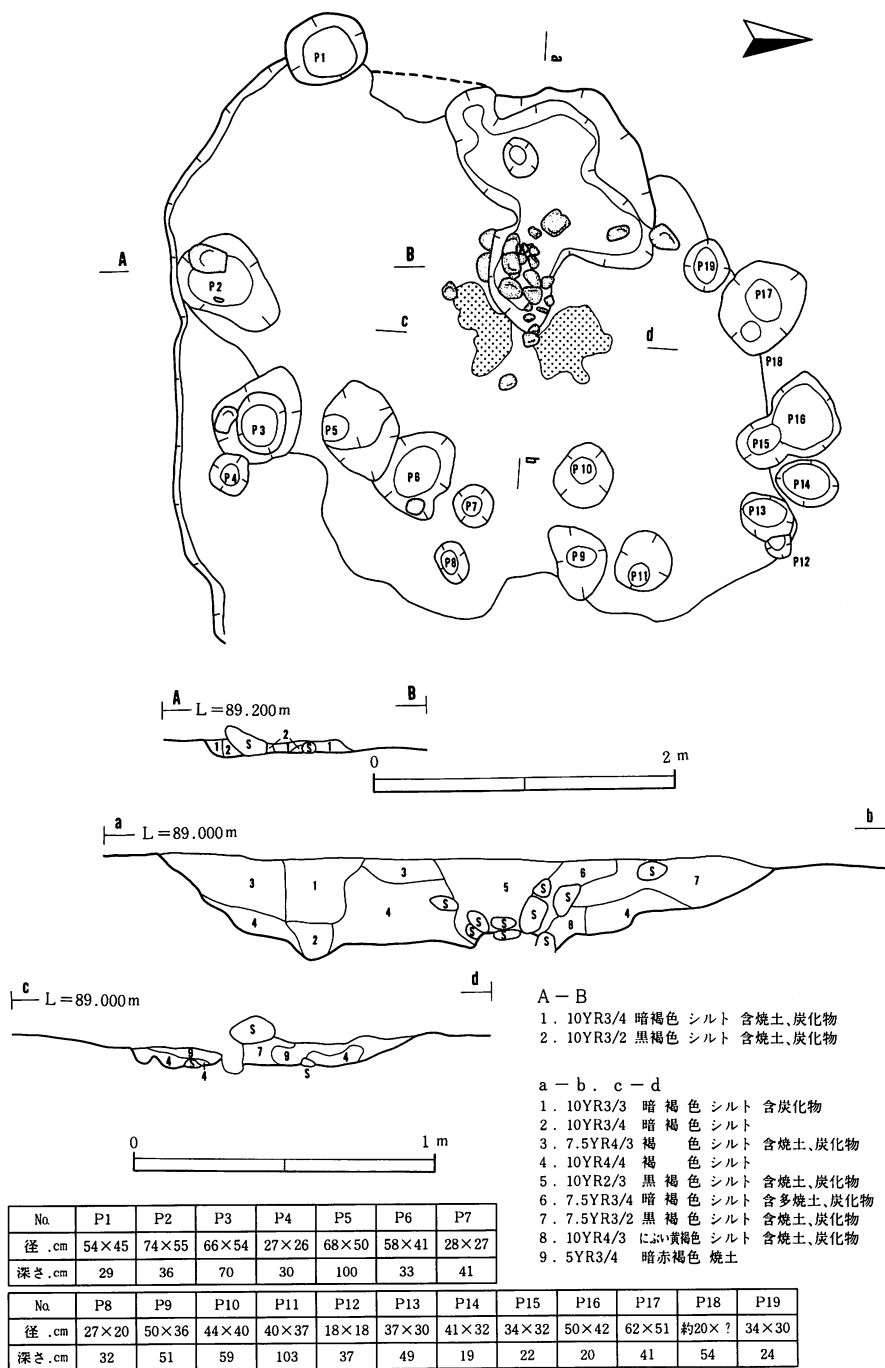 P1
a
A
B
P2
P19
P17
c
d
P18
P3
P5
P16
P15
P4
P6
b
P10
P14
P7
P13
P8
P9
P11
P12
A
L=89.200m
B
1 2 S 2 S 1
0 2 m
a
L=89.000m
b
3 1 3 5 6 S 7
4 2 4 S S S S S S S S S 8 4
c
L=89.000m
d
S
9 4 S 4 7 9 4 S
0 1 m
A-B
1. 10YR3/4 暗褐色 シルト 含焼土、炭化物
2. 10YR3/2 黒褐色 シルト 含焼土、炭化物
a-b. c-d
1. 10YR3/3 暗褐色 シルト 含炭化物
2. 10YR3/4 暗褐色 シルト
3. 7.5YR4/3 褐色 シルト 含焼土、炭化物
4. 10YR4/4 褐色 シルト
5. 10YR2/3 黒褐色 シルト 含焼土、炭化物
6. 7.5YR3/4 暗褐色 シルト 含多焼土、炭化物
7. 7.5YR3/2 黒褐色 シルト 含焼土、炭化物
8. 10YR4/3 にぶい黄褐色 シルト 含焼土、炭化物
9. 5YR3/4 暗赤褐色 焼土
No. P1 P2 P3 P4 P5 P6 P7
径.cm 54×45 74×55 66×54 27×26 68×50 58×41 28×27
深さ.cm 29 36 70 30 100 33 41
No. P8 P9 P10 P11 P12 P13 P14 P15 P16 P17 P18 P19
径.cm 27×20 50×36 44×40 40×37 18×18 37×30 41×32 34×32 50×42 62×51 約20×? 34×30
深さ.cm 32 51 59 103 37 49 19 22 20 41 54 24